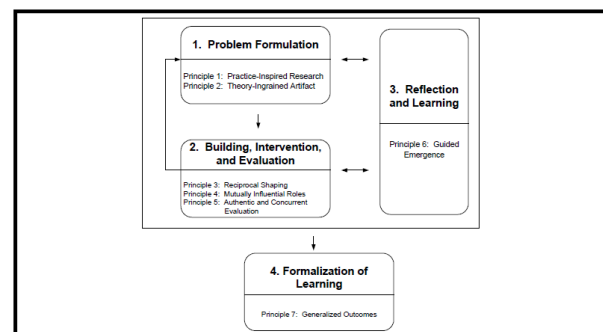 1. Problem Formulation
Principle 1: Practice-Inspired Research
Principle 2: Theory-Ingrained Artifact
2. Building, Intervention,
and Evaluation
Principle 3: Reciprocal Shaping
Principle 4: Mutually Influential Roles
Principle 5: Authentic and Concurrent
Evaluation
3. Reflection
and Learning
Principle 6: Guided
Emergence
4. Formalization of
Learning
Principle 7: Generalized Outcomes